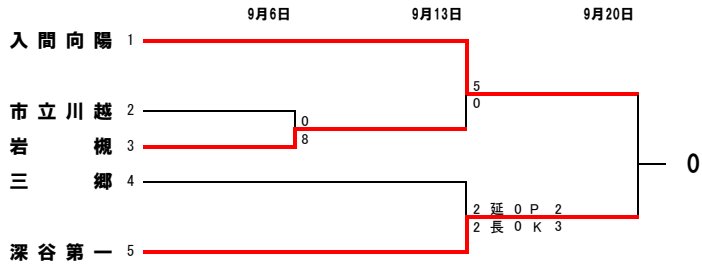 9月6日 9月13日 9月20日
入間向陽 1
5
0
市立川越 2
0
8
岩槻 3
0
三郷 4
2 延 0 P 2
2 長 0 K 3
深谷第一 5